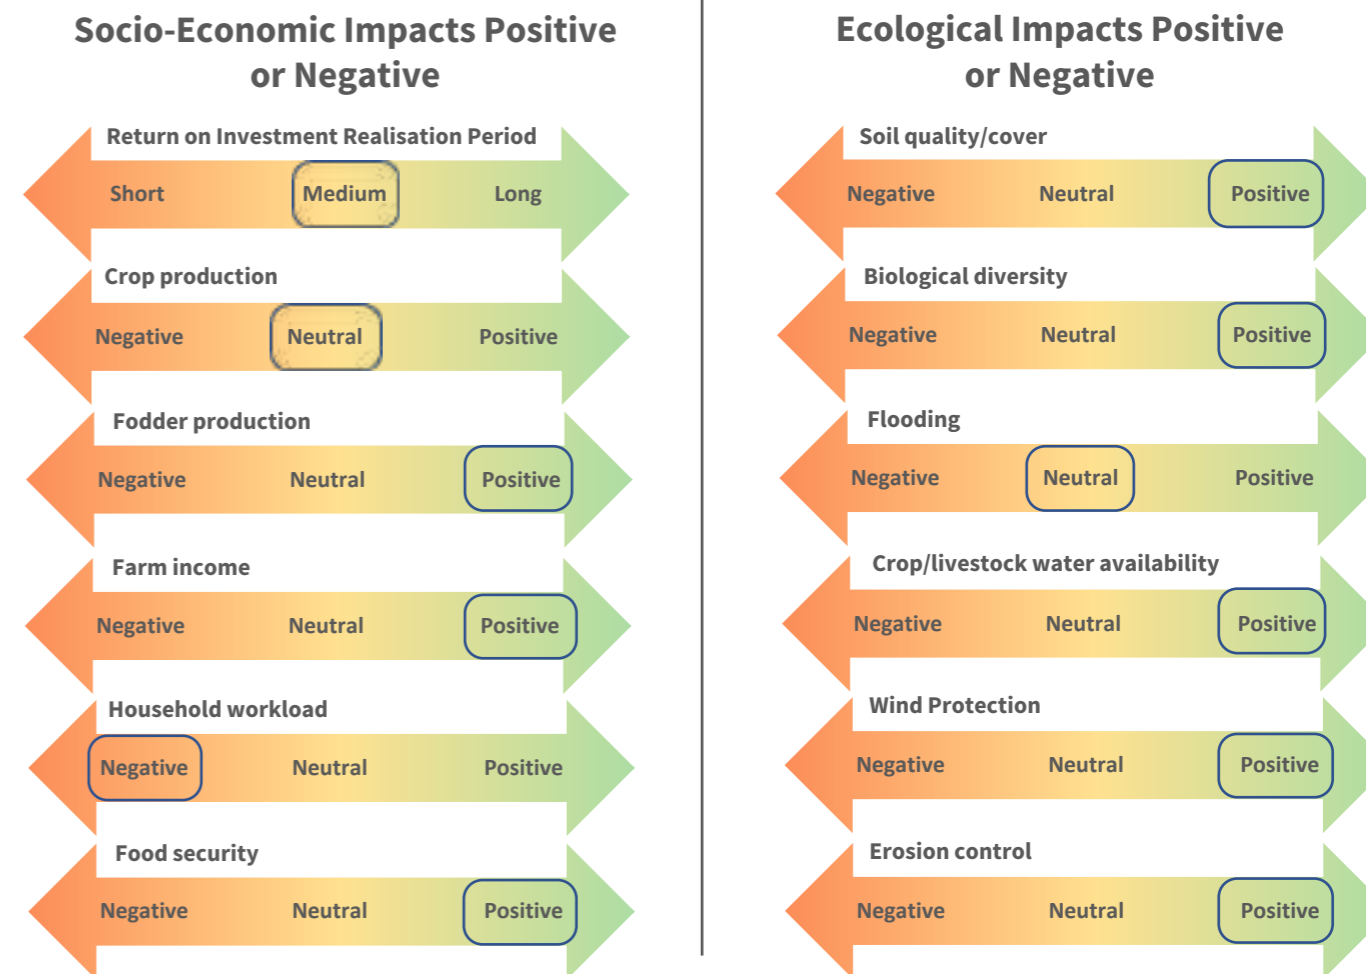 Socio-Economic Impacts Positive
or Negative
Return on Investment Realisation Period
Short Medium Long
Crop production
Negative Neutral Positive
Fodder production
Negative Neutral Positive
Farm income
Negative Neutral Positive
Household workload
Negative Neutral Positive
Food security
Negative Neutral Positive
Ecological Impacts Positive
or Negative
Soil quality/cover
Negative Neutral Positive
Biological diversity
Negative Neutral Positive
Flooding
Negative Neutral Positive
Crop/livestock water availability
Negative Neutral Positive
Wind Protection
Negative Neutral Positive
Erosion control
Negative Neutral Positive